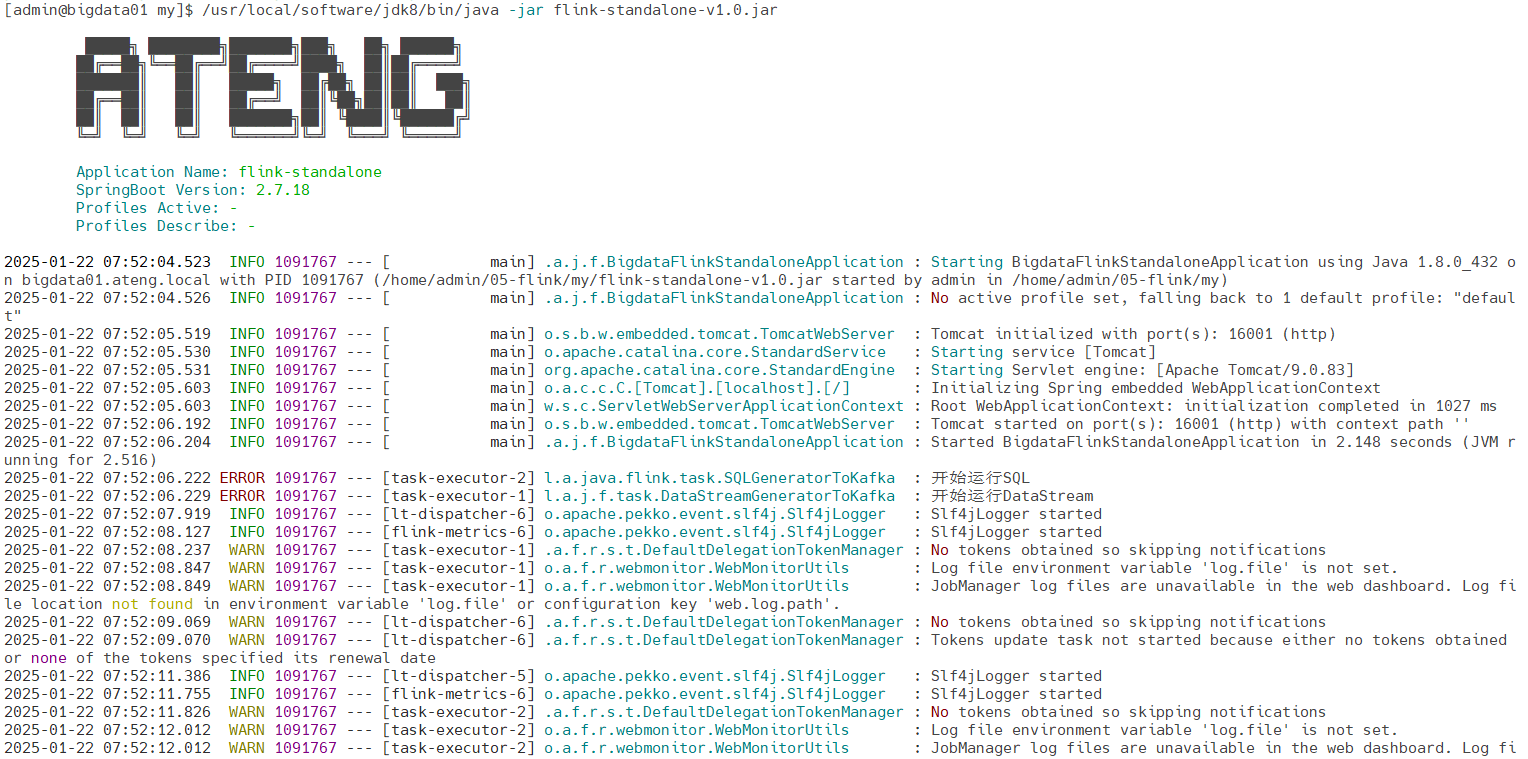 [admin@bigdata01 my]$ /usr/local/software/jdk8/bin/java -jar flink-standalone-v1.0.jar
ATENG
Application Name: flink-standalone
SpringBoot Version: 2.7.18
Profiles Active: -
Profiles Describe: -
2025-01-22 07:52:04.523  INFO 1091767 --- [           main] .a.j.f.BigdataFlinkStandaloneApplication : Starting BigdataFlinkStandaloneApplication using Java 1.8.0_432 o
n bigdata01.ateng.local with PID 1091767 (/home/admin/05-flink/my/flink-standalone-v1.0.jar started by admin in /home/admin/05-flink/my)
2025-01-22 07:52:04.526  INFO 1091767 --- [           main] .a.j.f.BigdataFlinkStandaloneApplication : No active profile set, falling back to 1 default profile: "defaul
t"
2025-01-22 07:52:05.519  INFO 1091767 --- [           main] o.s.b.w.embedded.tomcat.TomcatWebServer  : Tomcat initialized with port(s): 16001 (http)
2025-01-22 07:52:05.530  INFO 1091767 --- [           main] o.apache.catalina.core.StandardService   : Starting service [Tomcat]
2025-01-22 07:52:05.531  INFO 1091767 --- [           main] org.apache.catalina.core.StandardEngine  : Starting Servlet engine: [Apache Tomcat/9.0.83]
2025-01-22 07:52:05.603  INFO 1091767 --- [           main] o.a.c.c.C.[Tomcat].[localhost].[/]       : Initializing Spring embedded WebApplicationContext
2025-01-22 07:52:05.603  INFO 1091767 --- [           main] w.s.c.ServletWebServerApplicationContext : Root WebApplicationContext: initialization completed in 1027 ms
2025-01-22 07:52:06.192  INFO 1091767 --- [           main] o.s.b.w.embedded.tomcat.TomcatWebServer  : Tomcat started on port(s): 16001 (http) with context path ''
2025-01-22 07:52:06.204  INFO 1091767 --- [           main] .a.j.f.BigdataFlinkStandaloneApplication : Started BigdataFlinkStandaloneApplication in 2.148 seconds (JVM r
unning for 2.516)
2025-01-22 07:52:06.222 ERROR 1091767 --- [task-executor-2] l.a.java.flink.task.SQLGeneratorToKafka  : 开始运行SQL
2025-01-22 07:52:06.229 ERROR 1091767 --- [task-executor-1] l.a.j.f.task.DataStreamGeneratorToKafka  : 开始运行DataStream
2025-01-22 07:52:07.919  INFO 1091767 --- [lt-dispatcher-6] o.apache.pekko.event.slf4j.Slf4jLogger   : Slf4jLogger started
2025-01-22 07:52:08.127  INFO 1091767 --- [flink-metrics-6] o.apache.pekko.event.slf4j.Slf4jLogger   : Slf4jLogger started
2025-01-22 07:52:08.237  WARN 1091767 --- [task-executor-1] .a.f.r.s.t.DefaultDelegationTokenManager : No tokens obtained so skipping notifications
2025-01-22 07:52:08.847  WARN 1091767 --- [task-executor-1] o.a.f.r.webmonitor.WebMonitorUtils       : Log file environment variable 'log.file' is not set.
2025-01-22 07:52:08.849  WARN 1091767 --- [task-executor-1] o.a.f.r.webmonitor.WebMonitorUtils       : JobManager log files are unavailable in the web dashboard. Log fi
le location not found in environment variable 'log.file' or configuration key 'web.log.path'.
2025-01-22 07:52:09.069  WARN 1091767 --- [lt-dispatcher-6] .a.f.r.s.t.DefaultDelegationTokenManager : No tokens obtained so skipping notifications
2025-01-22 07:52:09.070  WARN 1091767 --- [lt-dispatcher-6] .a.f.r.s.t.DefaultDelegationTokenManager : Tokens update task not started because either no tokens obtained
or none of the tokens specified its renewal date
2025-01-22 07:52:11.386  INFO 1091767 --- [lt-dispatcher-5] o.apache.pekko.event.slf4j.Slf4jLogger   : Slf4jLogger started
2025-01-22 07:52:11.755  INFO 1091767 --- [flink-metrics-6] o.apache.pekko.event.slf4j.Slf4jLogger   : Slf4jLogger started
2025-01-22 07:52:11.826  WARN 1091767 --- [task-executor-2] .a.f.r.s.t.DefaultDelegationTokenManager : No tokens obtained so skipping notifications
2025-01-22 07:52:12.012  WARN 1091767 --- [task-executor-2] o.a.f.r.webmonitor.WebMonitorUtils       : Log file environment variable 'log.file' is not set.
2025-01-22 07:52:12.012  WARN 1091767 --- [task-executor-2] o.a.f.r.webmonitor.WebMonitorUtils       : JobManager log files are unavailable in the web dashboard. Log fi